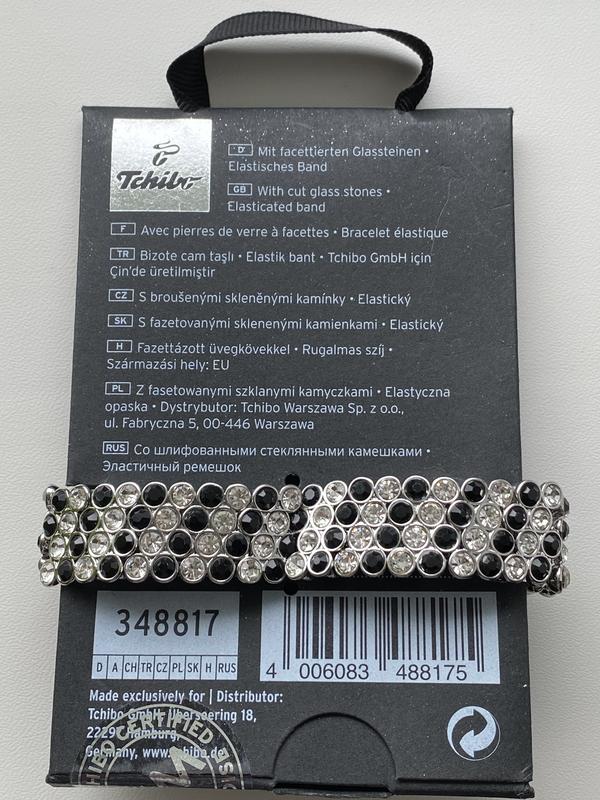 Tchibo
D Mit facettierten Glassteinen •
Elastisches Band
GB With cut glass stones •
Elasticated band
F Avec pierres de verre à facettes • Bracelet élastique
TR Bizote cam taşlı • Elastik bant • Tchibo GmbH için
Çin'de üretilmiştir
CZ S broušenými skleněnými kamínky • Elastický
SK S fazetovanými sklenenými kamienkami • Elastický
H Fazettázott üvegkövekkel • Rugalmas szíj •
Származási hely: EU
PL Z fasetowanymi szklanymi kamyczkami • Elastyczna
opaska • Dystrybutor: Tchibo Warszawa Sp. z o.o.,
ul. Fabryczna 5, 00-446 Warszawa
RUS Со шлифованными стеклянными камешками •
Эластичный ремешок
348817
D A CH TR CZ PL SK H RUS
4 006083 488175
Made exclusively for | Distributor:
Tchibo GmbH, Überseering 18,
22297 Hamburg,
Germany, www.tchibo.de
CERTIFIED